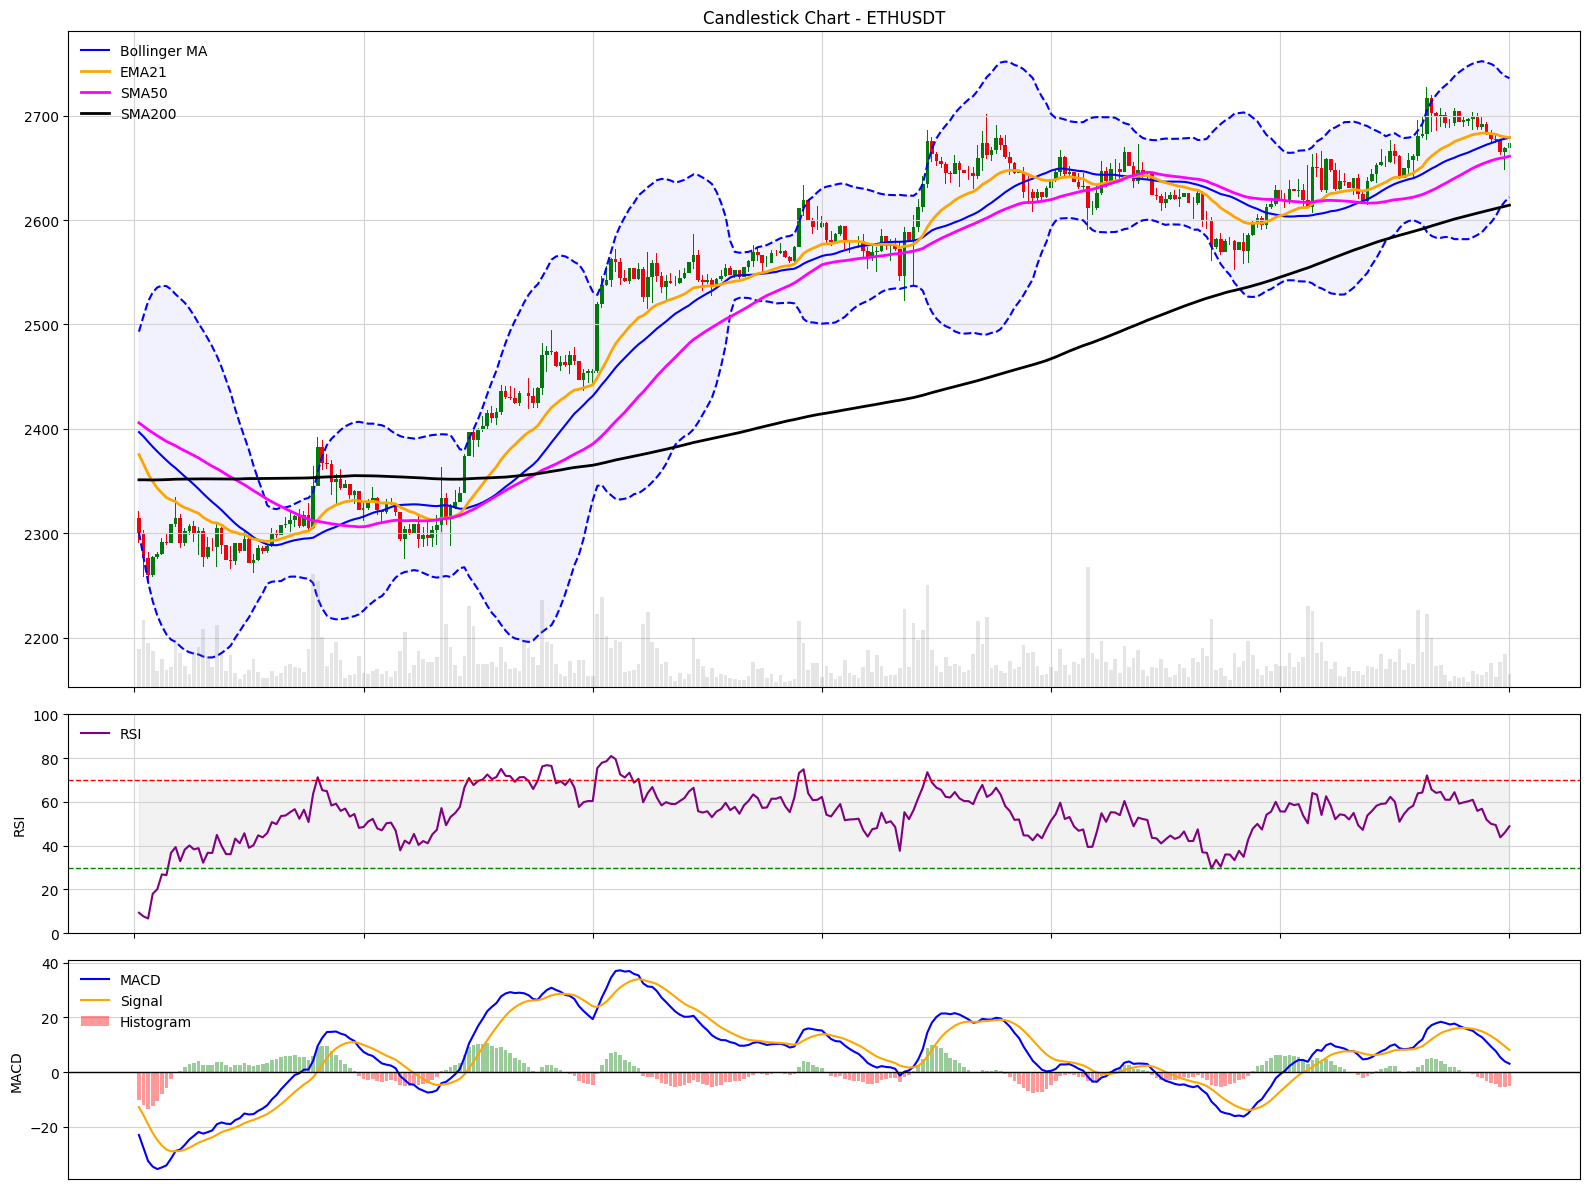 Candlestick Chart - ETHUSDT
Bollinger MA
EMA21
SMA50
SMA200
2700
2600
2500
2400
2300
2200
RSI
100
80
60
40
20
0
RSI
MACD
Signal
Histogram
40
20
0
−20
MACD